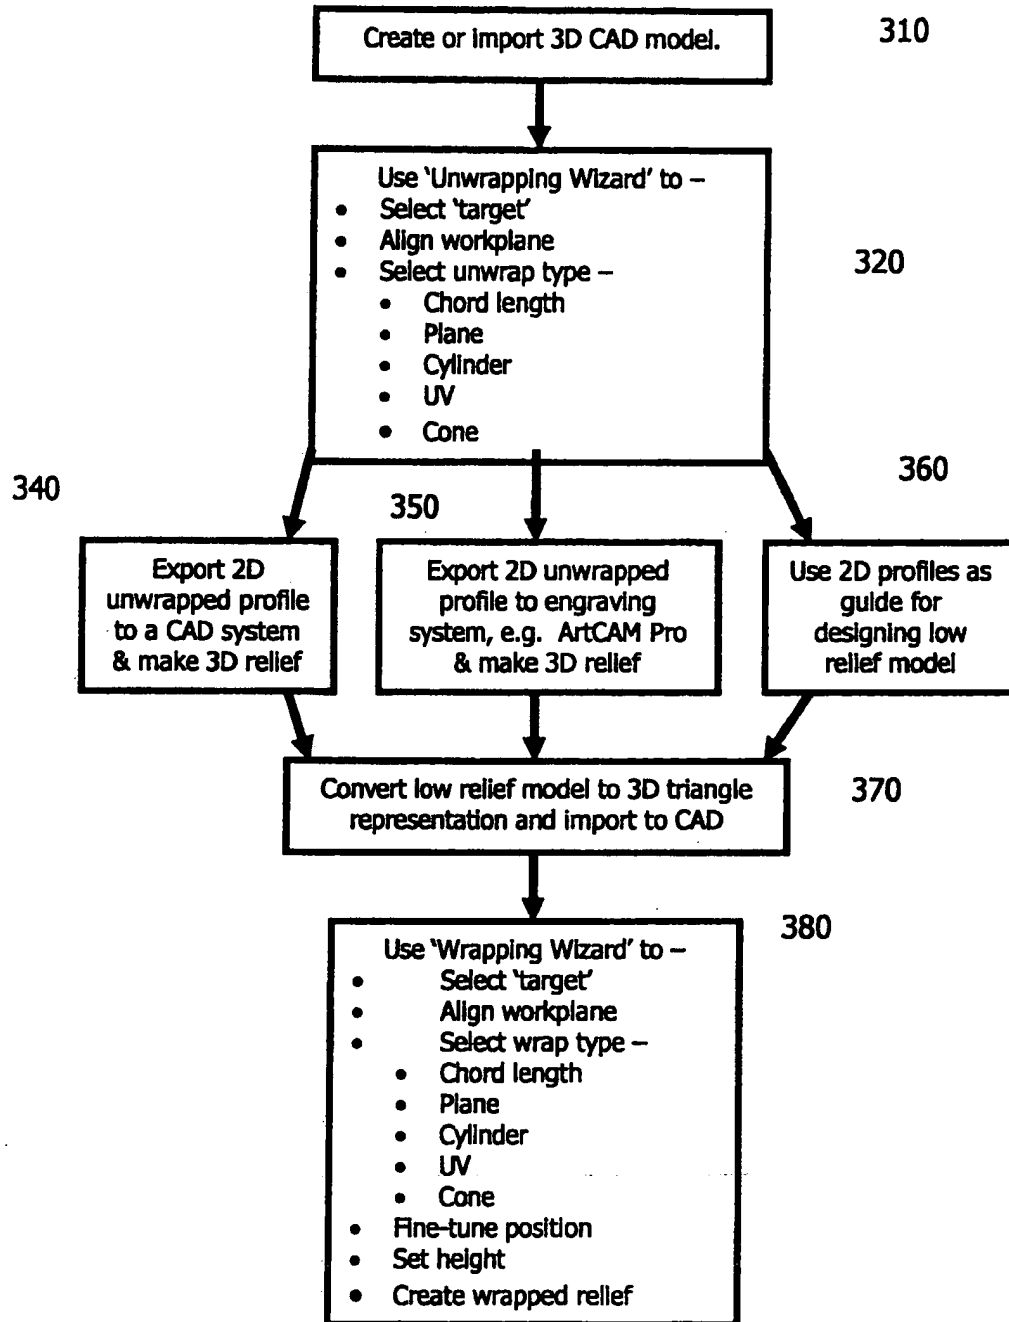 Create or import 3D CAD model.
310
Use 'Unwrapping Wizard' to –
• Select 'target'
• Align workplane
• Select unwrap type –
• Chord length
• Plane
• Cylinder
• UV
• Cone
320
340
350
360
Export 2D
unwrapped profile
to a CAD system
& make 3D relief
Export 2D unwrapped
profile to engraving
system, e.g. ArtCAM Pro
& make 3D relief
Use 2D profiles as
guide for
designing low
relief model
Convert low relief model to 3D triangle
representation and import to CAD
370
380
Use 'Wrapping Wizard' to –
• Select 'target'
• Align workplane
• Select wrap type –
• Chord length
• Plane
• Cylinder
• UV
• Cone
• Fine-tune position
• Set height
• Create wrapped relief